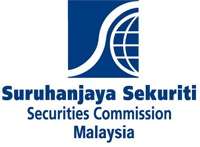 Suruhanjaya Sekuriti
Securities Commission
Malaysia